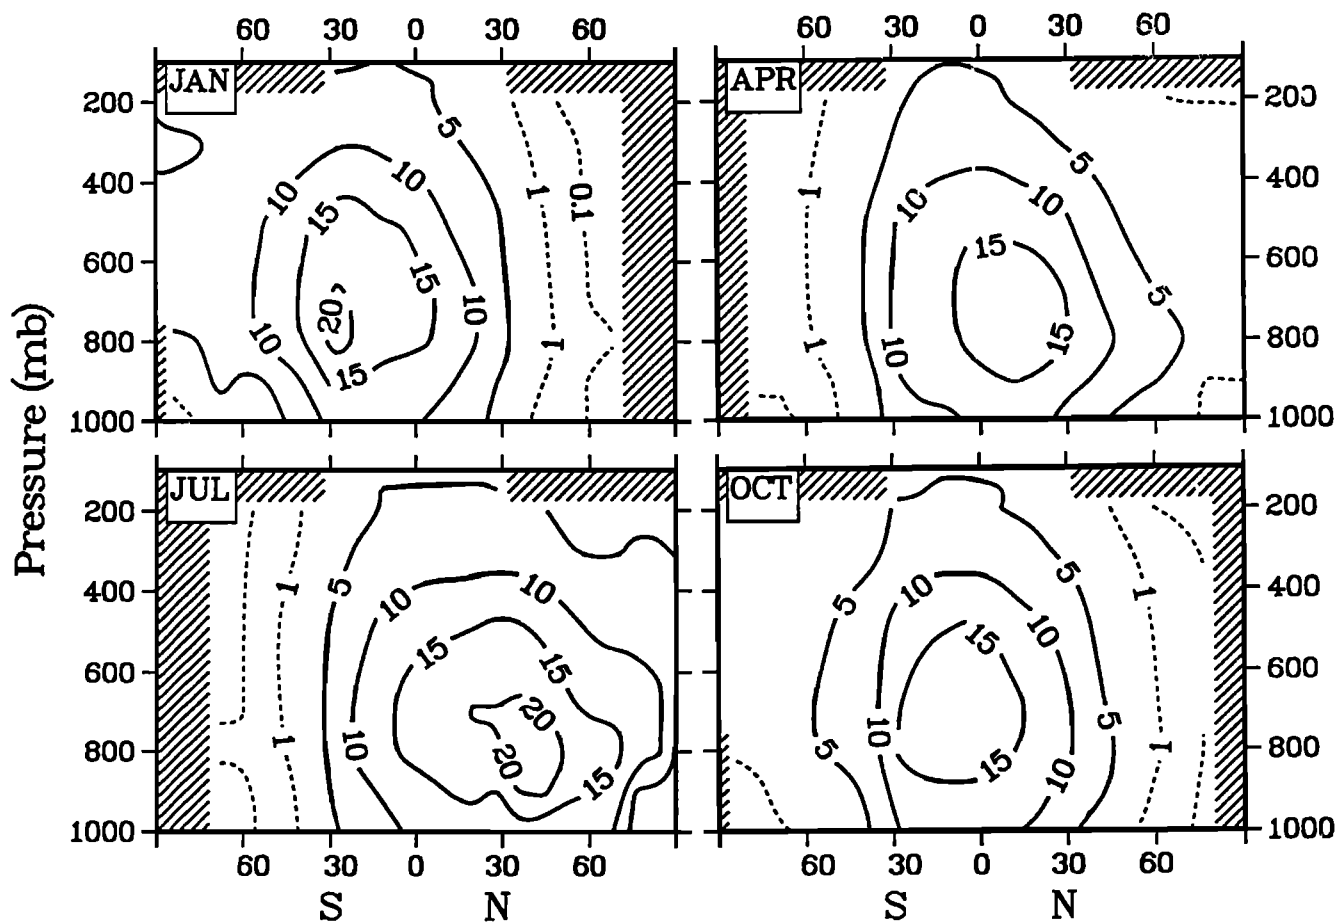 60 30 0 30 60 60 30 0 30 60
JAN APR
200 200
5 5
400 10 10 1 0.1 1 10 10 400
15
600 15 15 600
20 10 5
800 10 1 1 10 15 800
15
1000 1000
Pressure (mb)
JUL OCT
200 200
400 1 5 10 10 5 10 5 1 400
10
600 15 15 15 600
20
1 10 10 5
800 20 5 1 800
15 15 10
1000 1000
60 30 0 30 60 60 30 0 30 60
S N S N